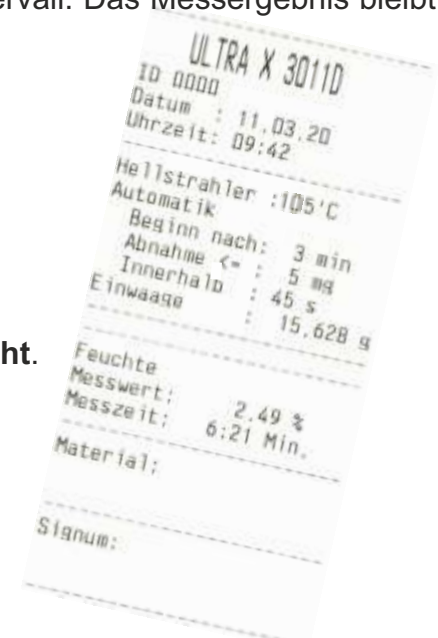 ervall. Das Messergebnis bleibt
ULTRA X 3011D
ID 0000
Datum : 11.03.20
Uhrzeit: 09:42
Hellstrahler :105'C
Automatik
Beginn nach: 3 min
Abnahme <= : 5 mg
Innerhalb : 45 s
Einwaage : 15.628 g
ht.
Feuchte
Messwert: 2.49 %
Messzeit: 6:21 Min.
Material:
Signum: